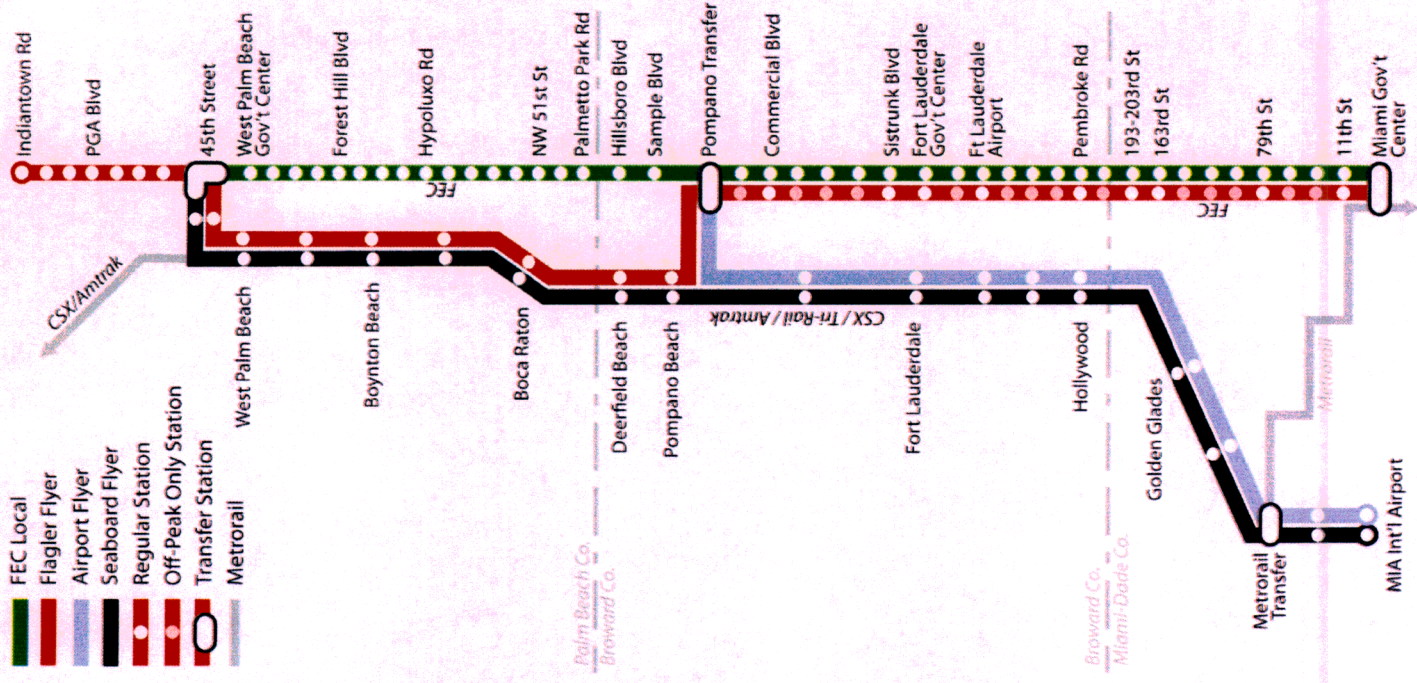 FEC Local
Flagler Flyer
Airport Flyer
Seaboard Flyer
Regular Station
Off-Peak Only Station
Transfer Station
Metrorail
CSX/Amtrak
Indiantown Rd
PGA Blvd
45th Street
West Palm Beach
Gov't Center
Forest Hill Blvd
Hypoluxo Rd
NW 51st St
Palmetto Park Rd
Hillsboro Blvd
Sample Blvd
Pompano Transfer
Commercial Blvd
Sistrunk Blvd
Fort Lauderdale
Gov't Center
Ft Lauderdale
Airport
Pembroke Rd
193-203rd St
163rd St
79th St
11th St
Miami Gov't
Center
FEC
FEC
West Palm Beach
Boynton Beach
Boca Raton
Deerfield Beach
Pompano Beach
CSX / Tri-Rail / Amtrak
Fort Lauderdale
Hollywood
Golden Glades
Metrorail
Transfer
MIA Int'l Airport
Metrorail
Palm Beach Co.
Broward Co.
Broward Co.
Miami-Dade Co.